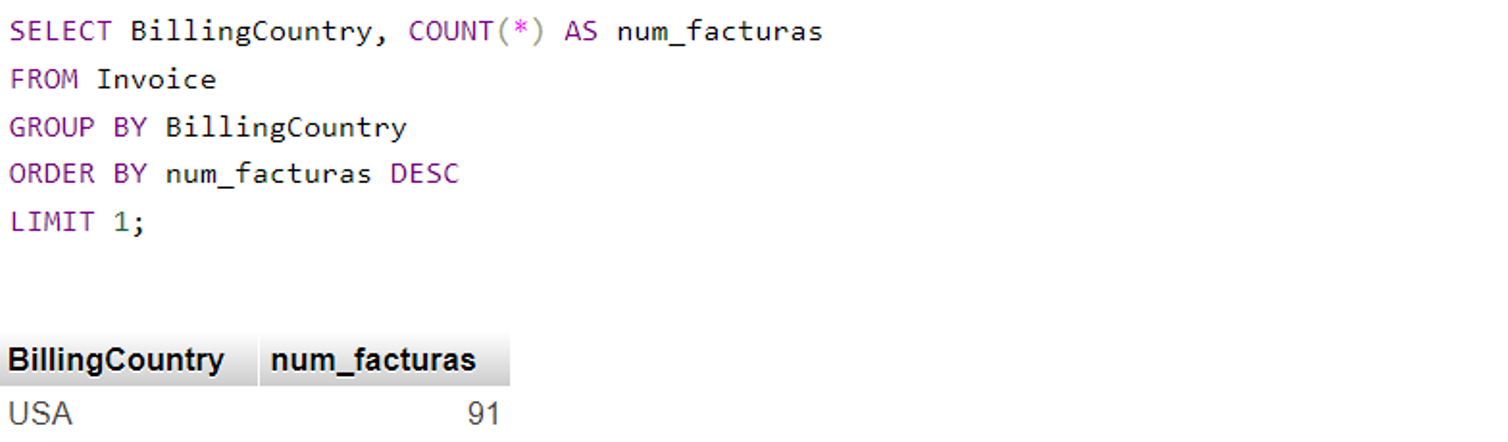 SELECT BillingCountry, COUNT(*) AS num_facturas
FROM Invoice
GROUP BY BillingCountry
ORDER BY num_facturas DESC
LIMIT 1;
BillingCountry num_facturas
USA 91